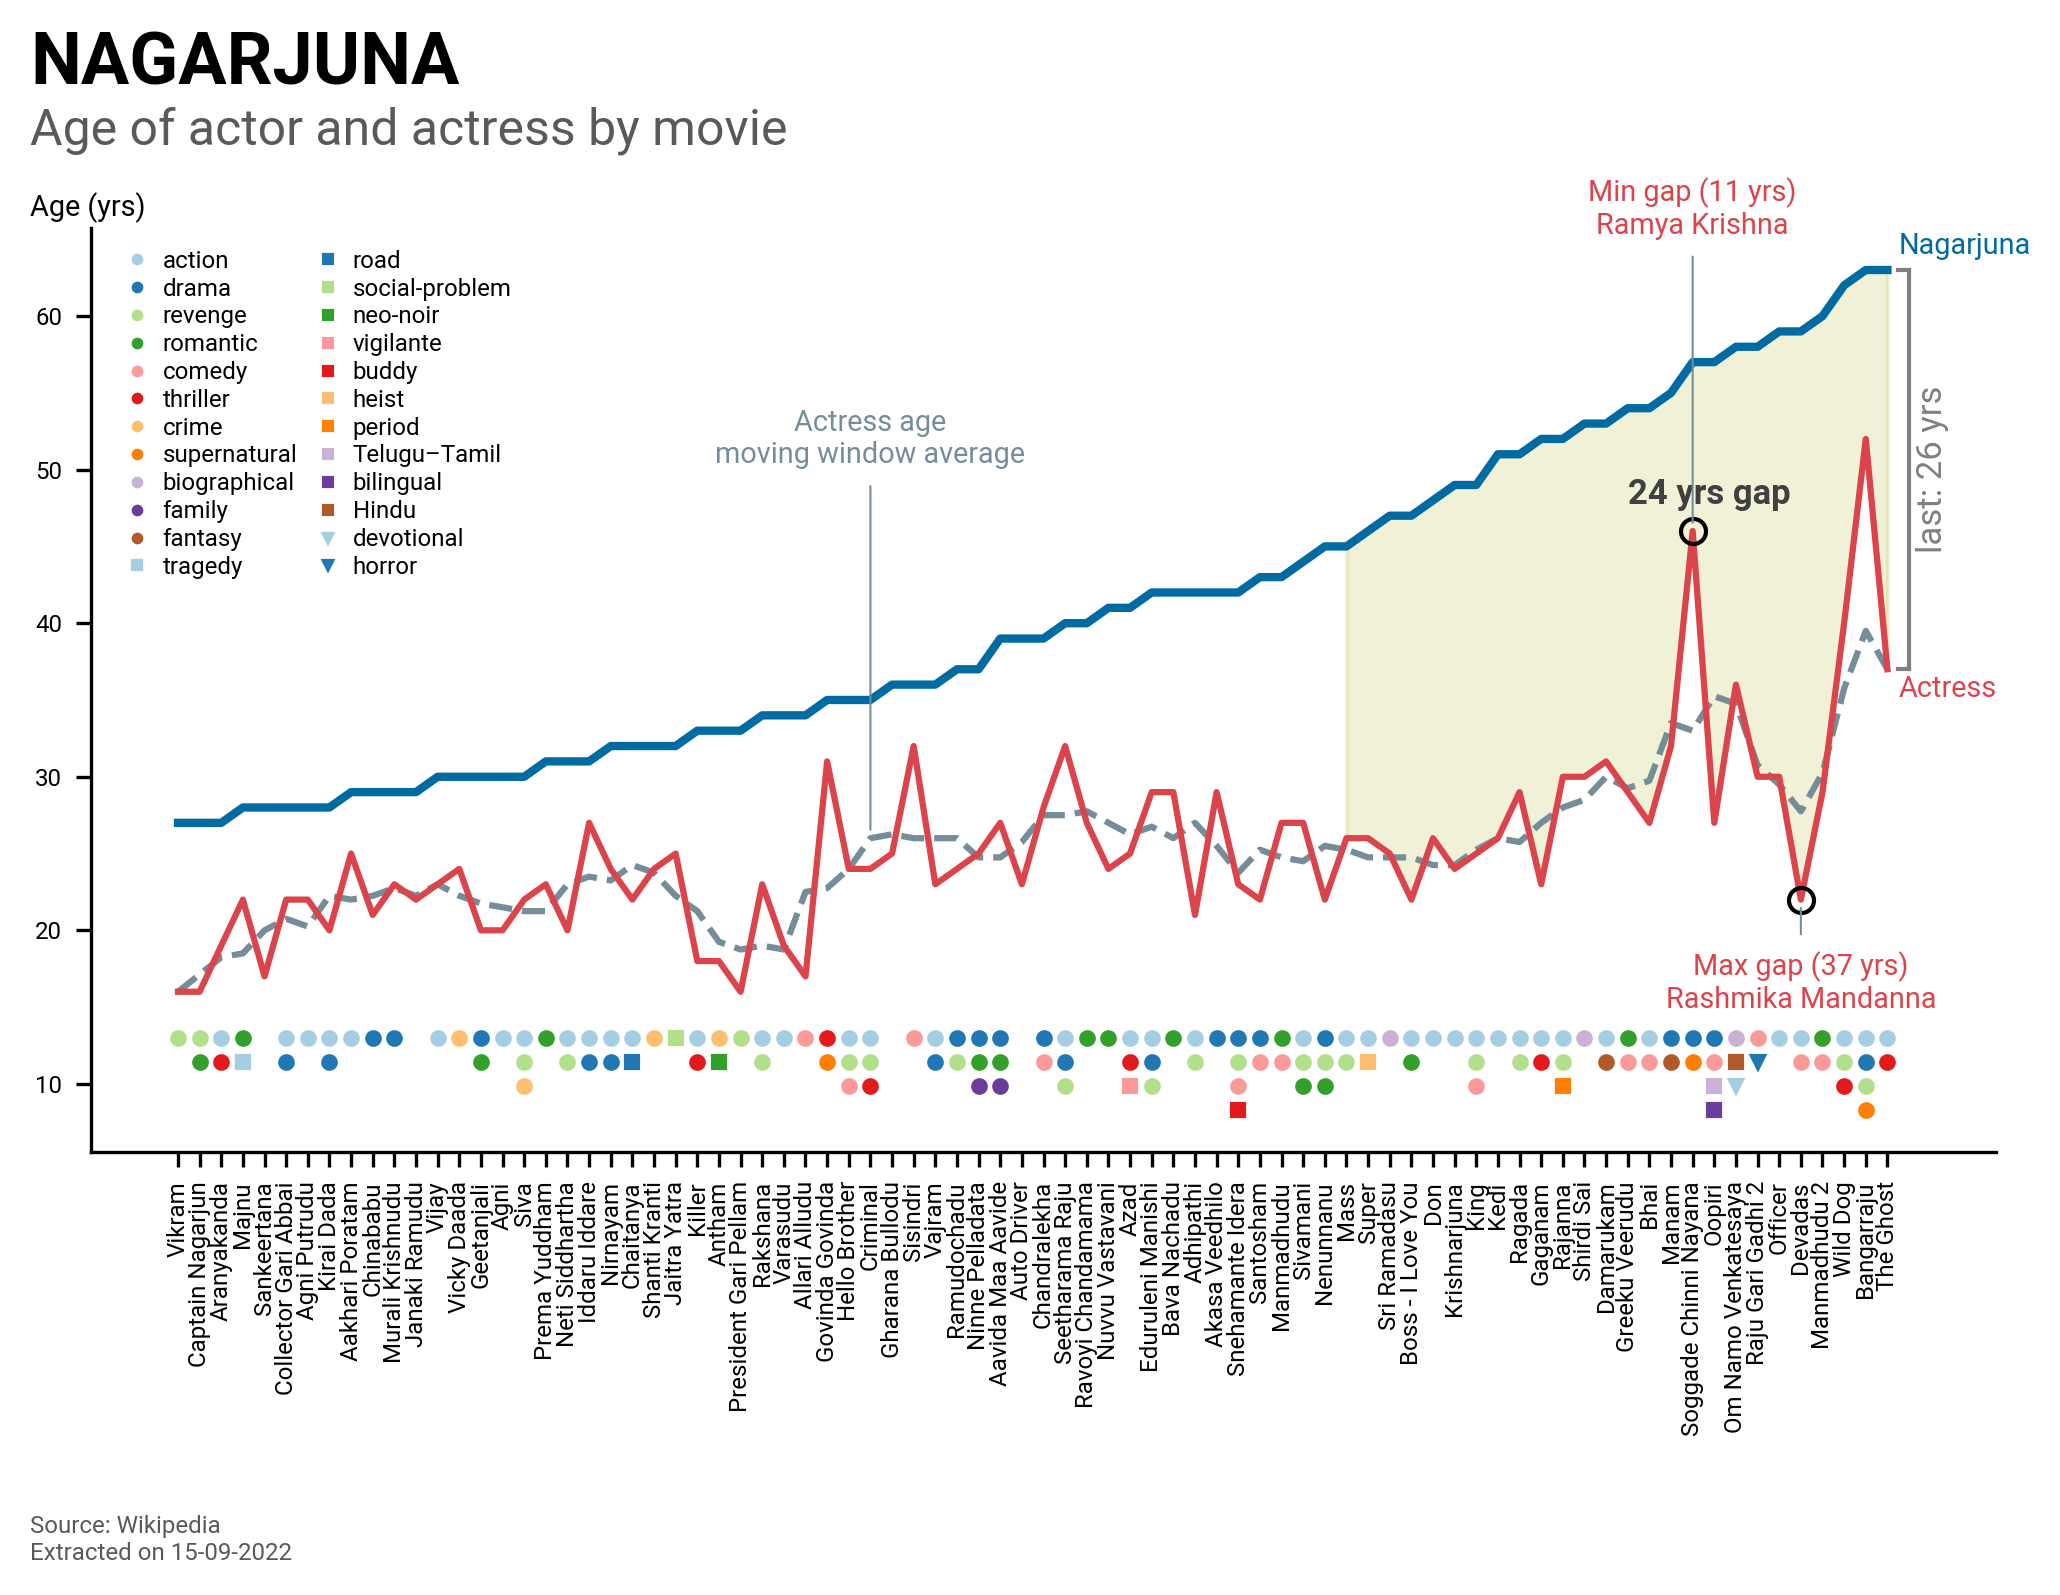 NAGARJUNA
Age of actor and actress by movie
Age (yrs)
60
50
40
30
20
10
action
drama
revenge
romantic
comedy
thriller
crime
supernatural
biographical
family
fantasy
tragedy
road
social-problem
neo-noir
vigilante
buddy
heist
period
Telugu–Tamil
bilingual
Hindu
devotional
horror
Actress age
moving window average
Min gap (11 yrs)
Ramya Krishna
Nagarjuna
24 yrs gap
last: 26 yrs
Actress
Max gap (37 yrs)
Rashmika Mandanna
Vikram
Captain Nagarjun
Aranyakanda
Majnu
Sankeertana
Collector Gari Abbai
Agni Putrudu
Kirai Dada
Aakhari Poratam
Chinababu
Murali Krishnudu
Janaki Ramudu
Vijay
Vicky Daada
Geetanjali
Agni
Siva
Prema Yuddham
Neti Siddhartha
Iddaru Iddare
Nirnayam
Chaitanya
Shanti Kranti
Jaitra Yatra
Killer
Antham
President Gari Pellam
Rakshana
Varasudu
Allari Alludu
Govinda Govinda
Hello Brother
Criminal
Gharana Bullodu
Sisindri
Vajram
Ramudochadu
Ninne Pelladata
Aavida Maa Aavide
Auto Driver
Chandralekha
Seetharama Raju
Ravoyi Chandamama
Nuvvu Vastavani
Azad
Eduruleni Manishi
Bava Nachadu
Adhipathi
Akasa Veedhilo
Snehamante Idera
Santosham
Manmadhudu
Sivamani
Nenunnanu
Mass
Super
Sri Ramadasu
Boss - I Love You
Don
Krishnarjuna
King
Kedi
Ragada
Gaganam
Rajanna
Shirdi Sai
Damarukam
Greeku Veerudu
Bhai
Manam
Soggade Chinni Nayana
Oopiri
Om Namo Venkatesaya
Raju Gari Gadhi 2
Officer
Devadas
Manmadhudu 2
Wild Dog
Bangarraju
The Ghost
Source: Wikipedia
Extracted on 15-09-2022